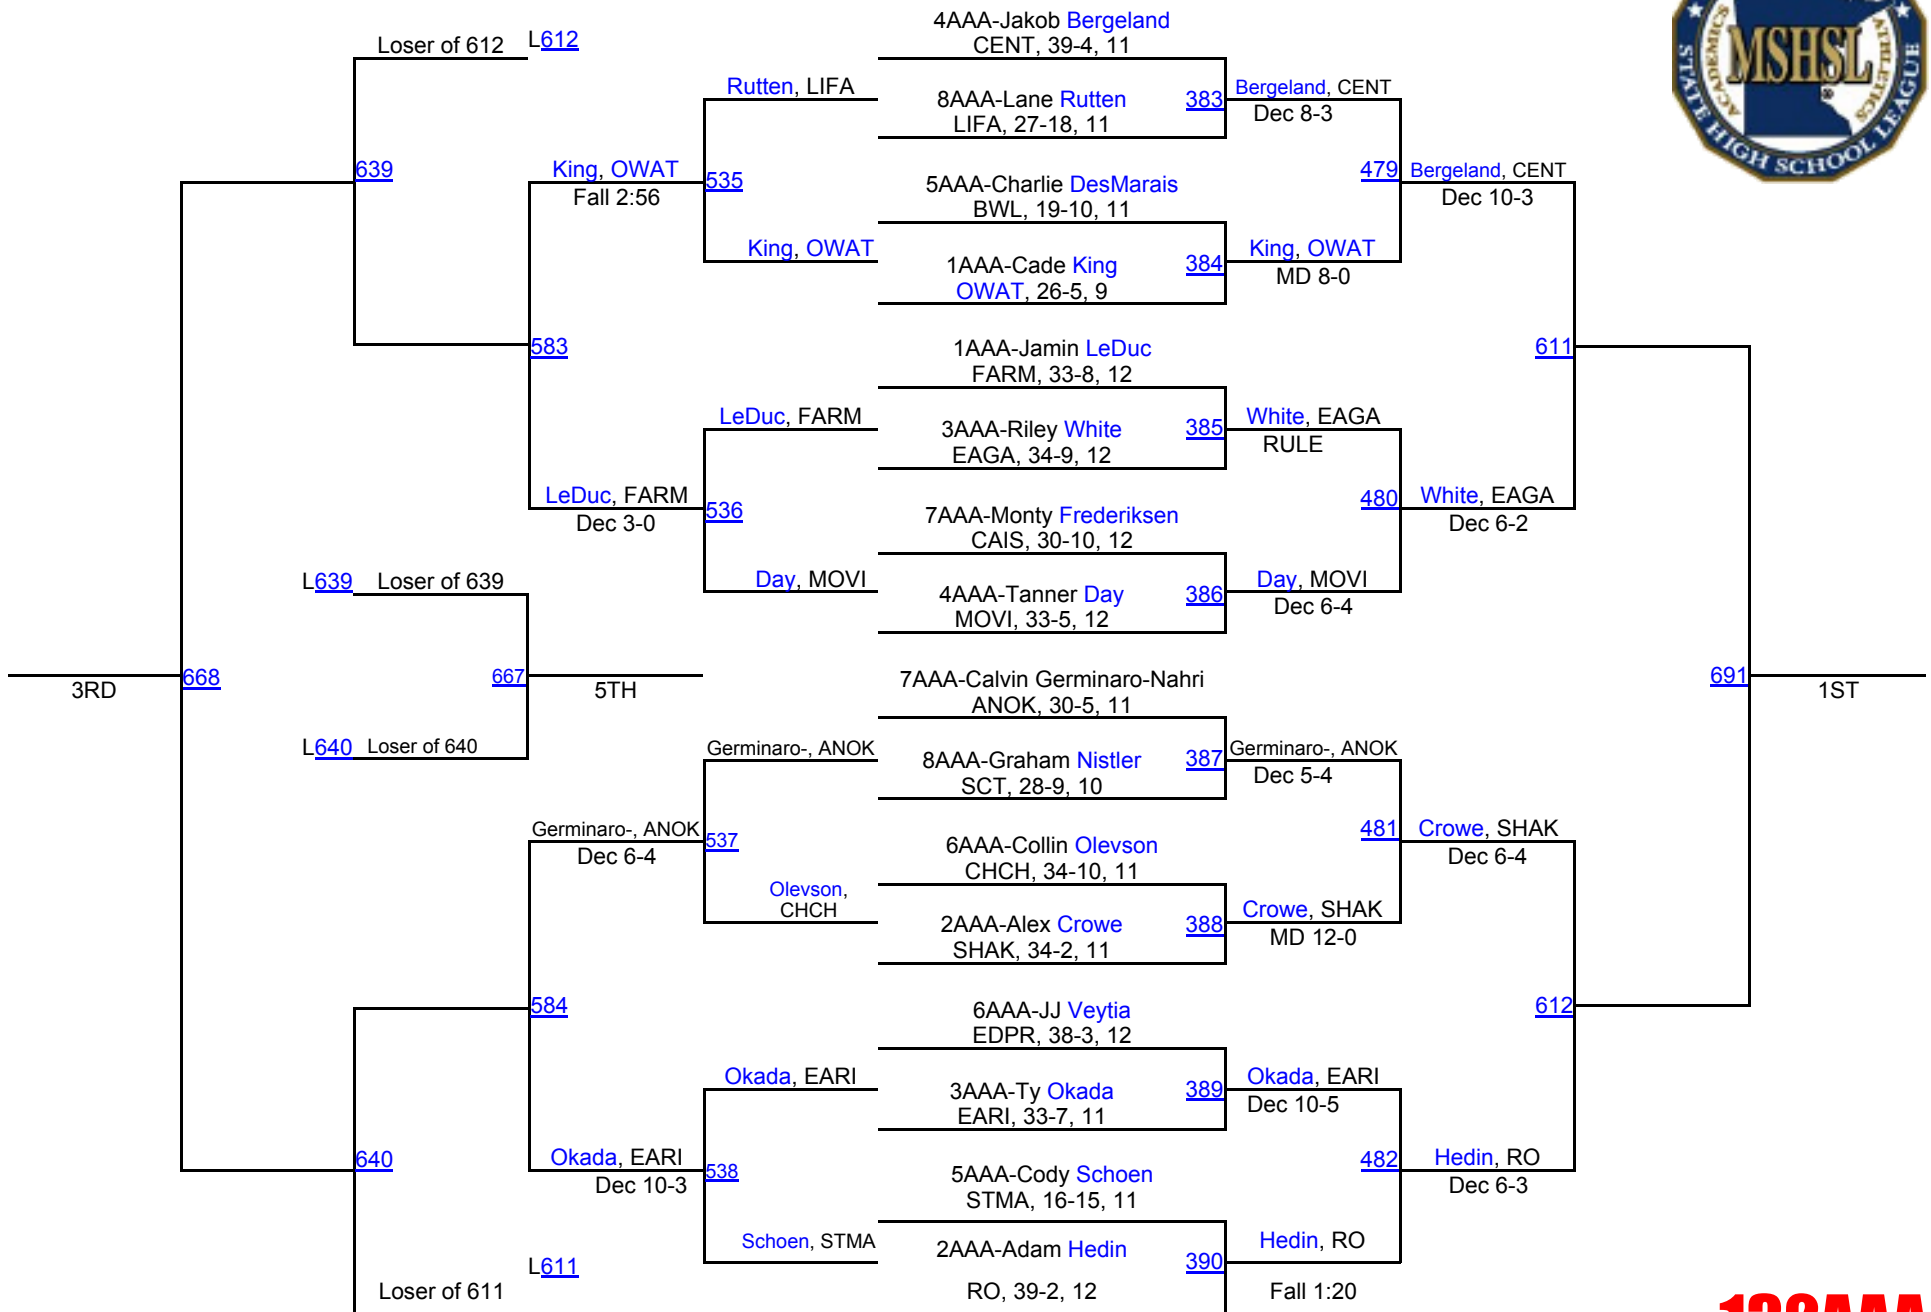 4AAA-Jakob Bergeland
CENT, 39-4, 11
8AAA-Lane Rutten
LIFA, 27-18, 11
5AAA-Charlie DesMarais
BWL, 19-10, 11
1AAA-Cade King
OWAT, 26-5, 9
1AAA-Jamin LeDuc
FARM, 33-8, 12
3AAA-Riley White
EAGA, 34-9, 12
7AAA-Monty Frederiksen
CAIS, 30-10, 12
4AAA-Tanner Day
MOVI, 33-5, 12
7AAA-Calvin Germinaro-Nahri
ANOK, 30-5, 11
8AAA-Graham Nistler
SCT, 28-9, 10
6AAA-Collin Olevson
CHCH, 34-10, 11
2AAA-Alex Crowe
SHAK, 34-2, 11
6AAA-JJ Veytia
EDPR, 38-3, 12
3AAA-Ty Okada
EARI, 33-7, 11
5AAA-Cody Schoen
STMA, 16-15, 11
2AAA-Adam Hedin
RO, 39-2, 12
383
Bergeland, CENT
Dec 8-3
384
King, OWAT
MD 8-0
385
White, EAGA
RULE
386
Day, MOVI
Dec 6-4
387
Germinaro-, ANOK
Dec 5-4
388
Crowe, SHAK
MD 12-0
389
Okada, EARI
Dec 10-5
390
Hedin, RO
Fall 1:20
479
Bergeland, CENT
Dec 10-3
480
White, EAGA
Dec 6-2
481
Crowe, SHAK
Dec 6-4
482
Hedin, RO
Dec 6-3
611
612
691
1ST
Rutten, LIFA
King, OWAT
LeDuc, FARM
Day, MOVI
Germinaro-, ANOK
Olevson,
CHCH
Okada, EARI
Schoen, STMA
535
King, OWAT
Fall 2:56
536
LeDuc, FARM
Dec 3-0
537
Germinaro-, ANOK
Dec 6-4
538
Okada, EARI
Dec 10-3
583
584
Loser of 612
L612
639
640
Loser of 611
L611
668
3RD
L639
Loser of 639
L640
Loser of 640
667
5TH
MSHSL
®
ACADEMICS
ATHLETICS
STATE HIGH SCHOOL LEAGUE